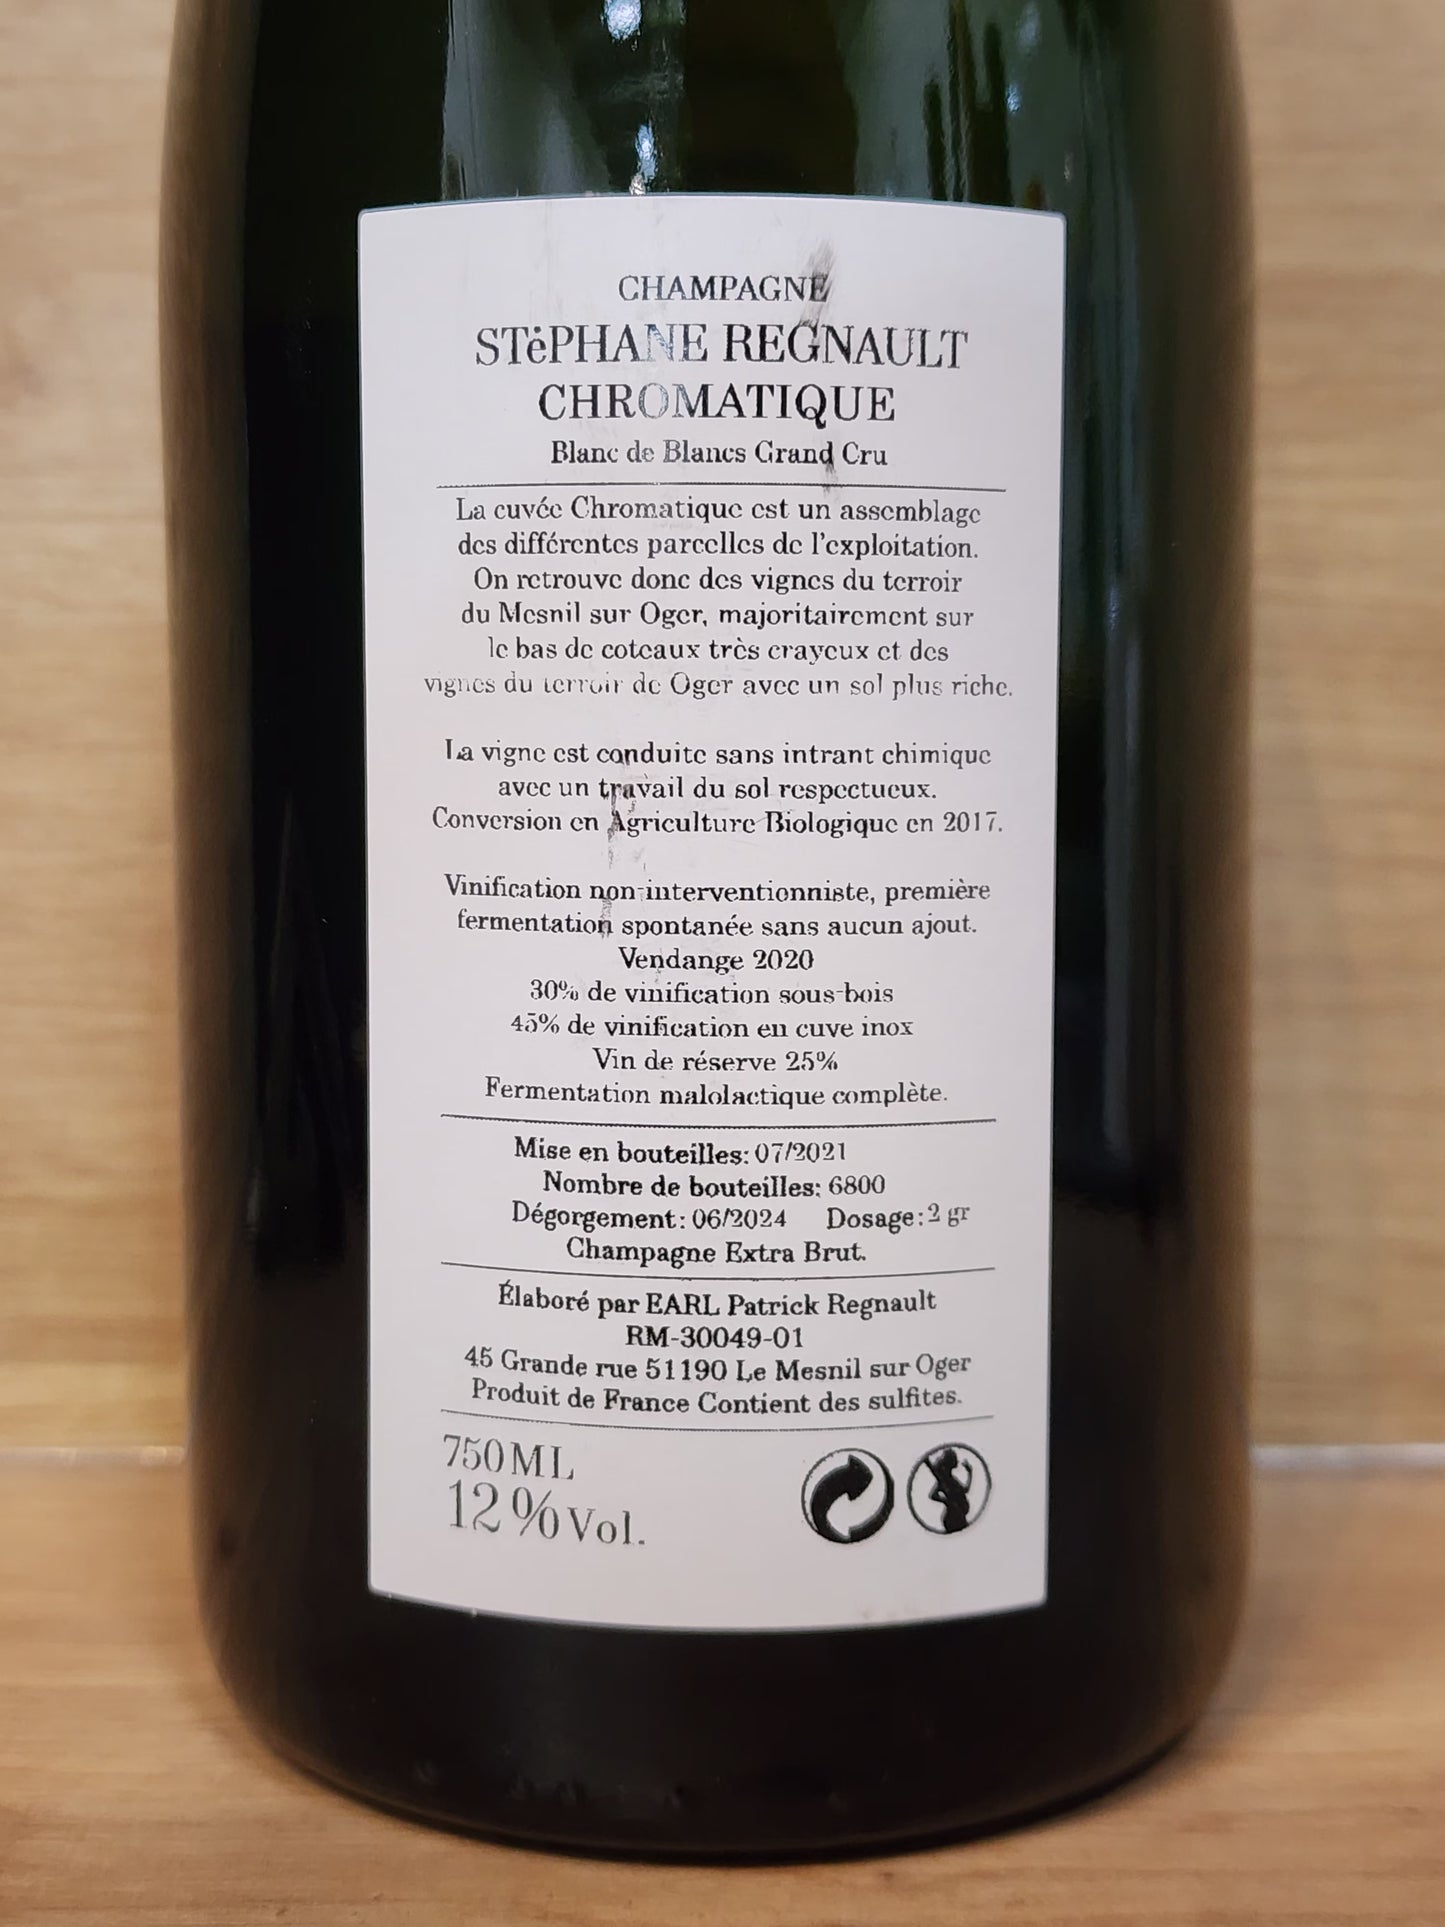 CHAMPAGNE
STéPHANE REGNAULT
CHROMATIQUE
Blanc de Blancs Grand Cru
La cuvée Chromatique est un assemblage
des différentes parcelles de l'exploitation.
On retrouve donc des vignes du terroir
du Mesnil sur Oger, majoritairement sur
le bas de coteaux très crayeux et des
vignes du terroir de Oger avec un sol plus riche.
La vigne est conduite sans intrant chimique
avec un travail du sol respectueux.
Conversion en Agriculture Biologique en 2017.
Vinification non-interventionniste, première
fermentation spontanée sans aucun ajout.
Vendange 2020
30% de vinification sous-bois
45% de vinification en cuve inox
Vin de réserve 25%
Fermentation malolactique complète.
Mise en bouteilles: 07/2021
Nombre de bouteilles: 6800
Dégorgement: 06/2024 Dosage: 2 gr
Champagne Extra Brut.
Élaboré par EARL Patrick Regnault
RM-30049-01
45 Grande rue 51190 Le Mesnil sur Oger
Produit de France Contient des sulfites.
750ML
12%Vol.